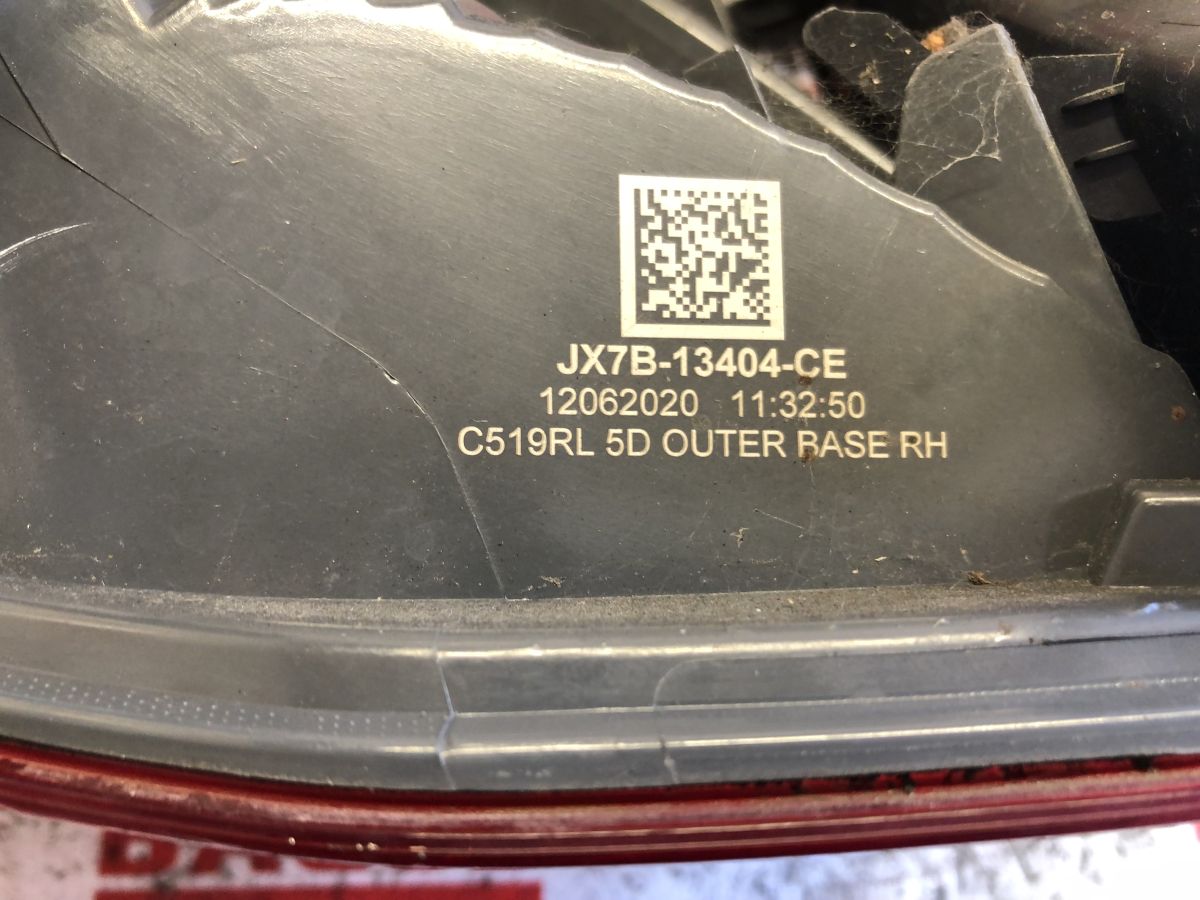 JX7B-13404-CE
12062020 11:32:50
C519RL 5D OUTER BASE RH